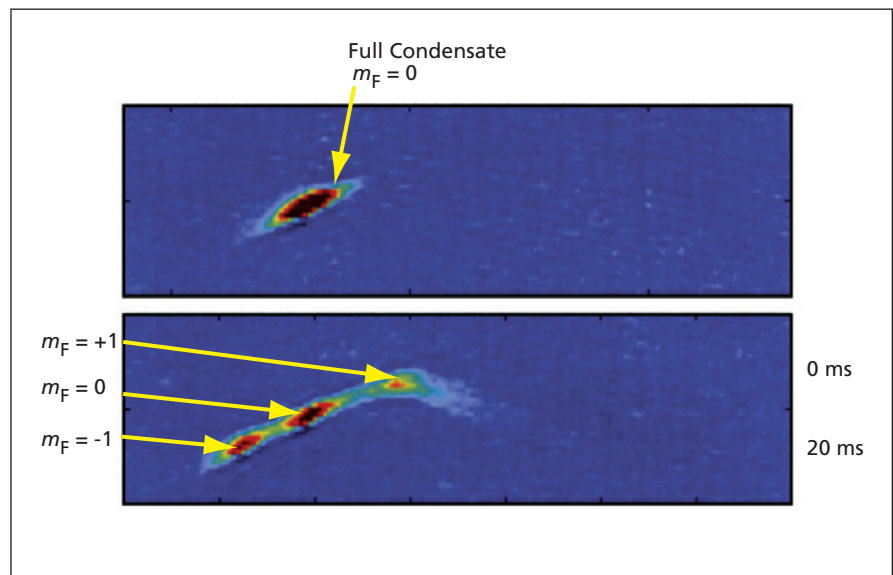 Full Condensate
mF = 0
mF = +1
0 ms
mF = 0
mF = -1
20 ms